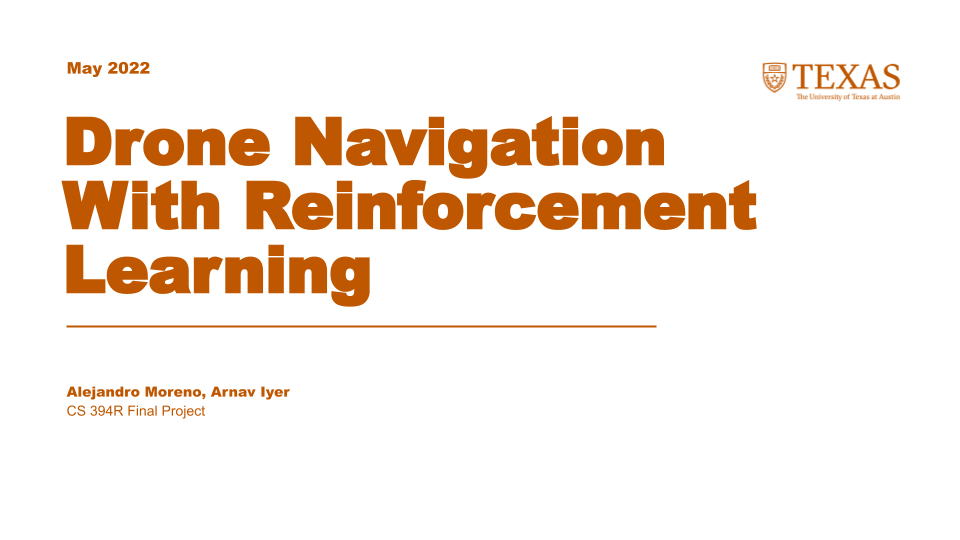 May 2022
TEXAS
The University of Texas at Austin
Drone Navigation
With Reinforcement
Learning
Alejandro Moreno, Arnav Iyer
CS 394R Final Project